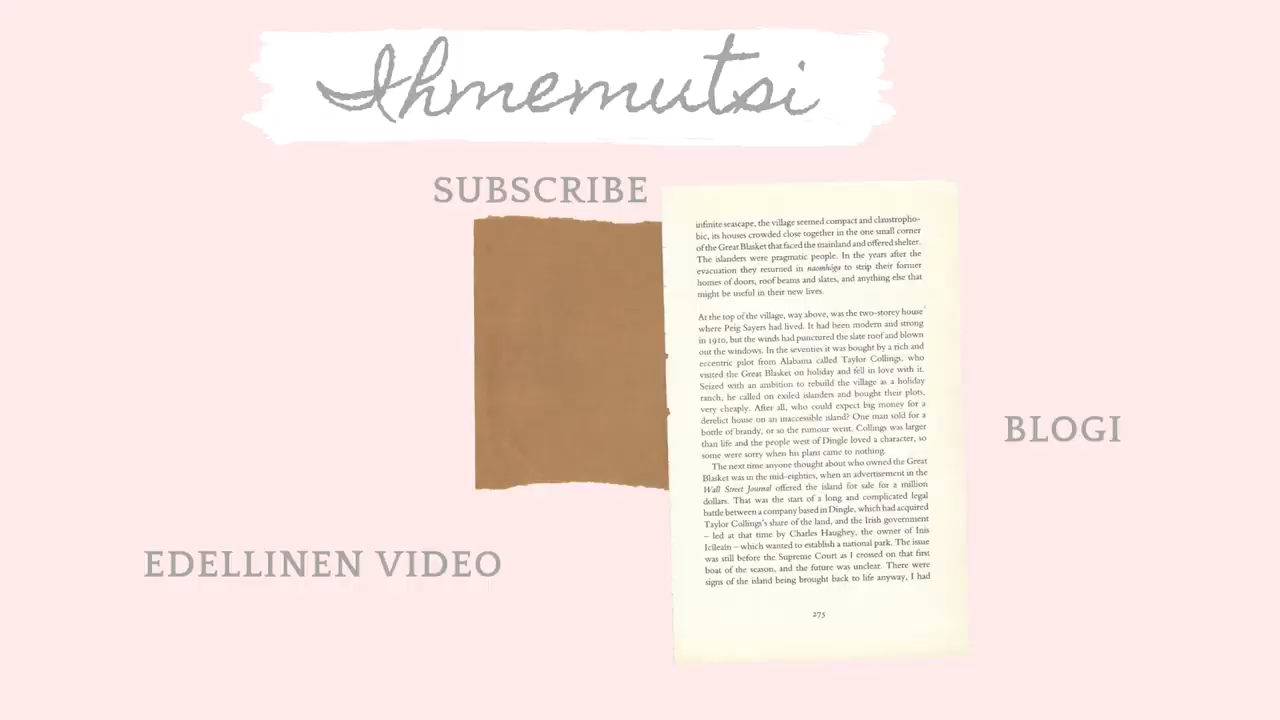 Ihmemutsi
SUBSCRIBE
infinite seascape, the village seemed compact and claustropho-
bic, its houses crowded close together in the one small corner
of the Great Blasket that faced the mainland and offered shelter.
The islanders were pragmatic people. In the years after the
evacuation they returned in naomhóga to strip their former
homes of doors, roof beams and slates, and anything else that
might be useful in their new lives.
At the top of the village, way above, was the two-storey house
where Peig Sayers had lived. It had been modern and strong
in 1910, but the winds had punctured the slate roof and blown
out the windows. In the seventies it was bought by a rich and
eccentric pilot from Alabama called Taylor Collings, who
visited the Great Blasket on holiday and fell in love with it.
Seized with an ambition to rebuild the village as a holiday
ranch, he called on exiled islanders and bought their plots,
very cheaply. After all, who could expect big money for a
derelict house on an inaccessible island? One man sold for a
bottle of brandy, or so the rumour went. Collings was larger
than life and the people west of Dingle loved a character, so
some were sorry when his plans came to nothing.
The next time anyone thought about who owned the Great
Blasket was in the mid-eighties, when an advertisement in the
Wall Street Journal offered the island for sale for a million
dollars. That was the start of a long and complicated legal
battle between a company based in Dingle, which had acquired
Taylor Collings's share of the land, and the Irish government
– led at that time by Charles Haughey, the owner of Inis
Icíleain – which wanted to establish a national park. The issue
was still before the Supreme Court as I crossed on that first
boat of the season, and the future was unclear. There were
signs of the island being brought back to life anyway, I had
275
BLOGI
EDELLINEN VIDEO